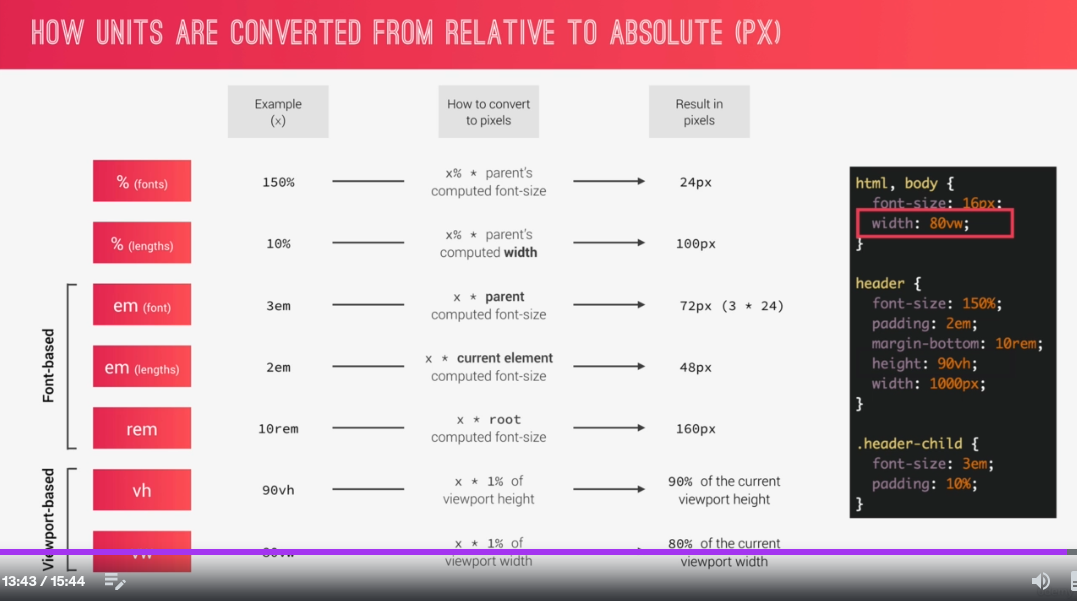 HOW UNITS ARE CONVERTED FROM RELATIVE TO ABSOLUTE (PX)
Example
(x)
How to convert
to pixels
Result in
pixels
% (fonts)
150%
x% * parent's
computed font-size
24px
% (lengths)
10%
x% * parent's
computed width
100px
Font-based
em (font)
3em
x * parent
computed font-size
72px (3 * 24)
em (lengths)
2em
x * current element
computed font-size
48px
rem
10rem
x * root
computed font-size
160px
Viewport-based
vh
90vh
x * 1% of
viewport height
90% of the current
viewport height
vw
80vw
x * 1% of
viewport width
80% of the current
viewport width
html, body {
font-size: 16px;
width: 80vw;
}
header {
font-size: 150%;
padding: 2em;
margin-bottom: 10rem;
height: 90vh;
width: 1000px;
}
.header-child {
font-size: 3em;
padding: 10%;
}
13:43 / 15:44